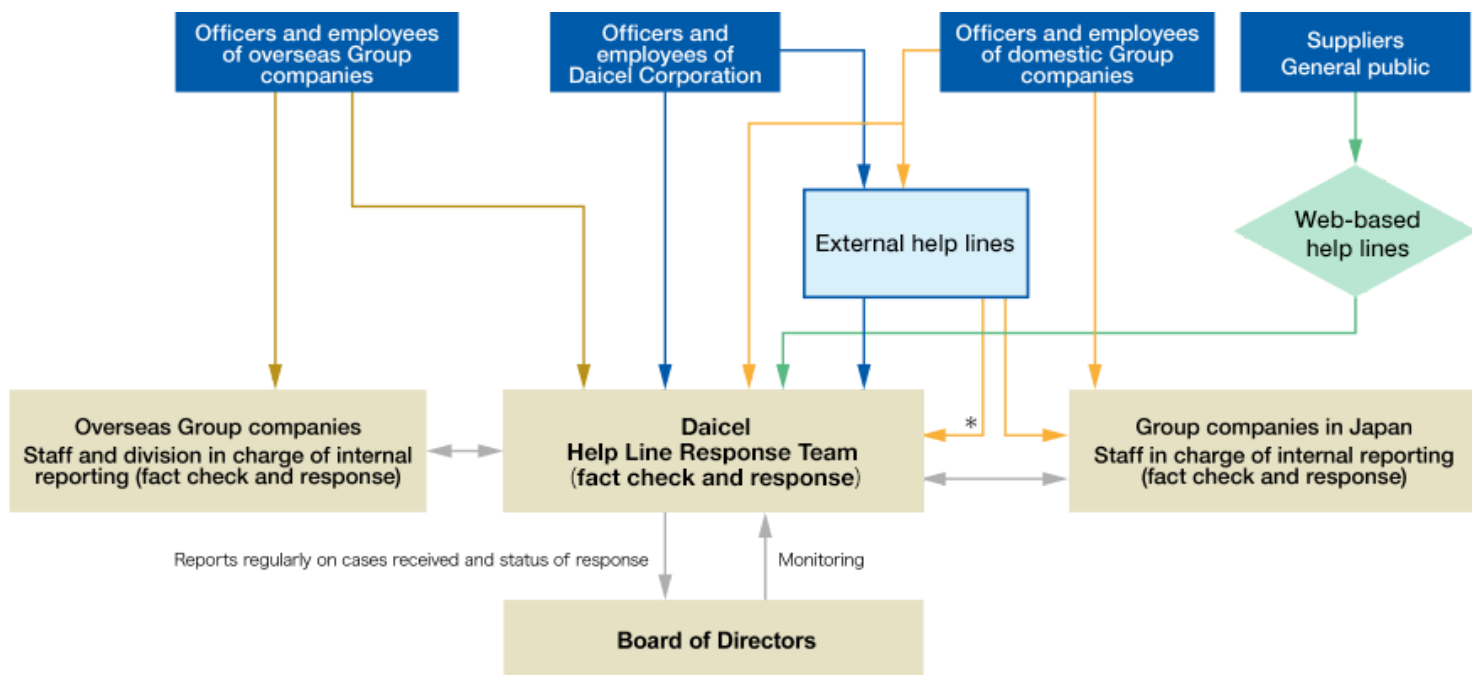 Officers and employees
of overseas Group
companies
Officers and
employees of
Daicel Corporation
Officers and employees
of domestic Group
companies
Suppliers
General public
External help lines
Web-based
help lines
Overseas Group companies
Staff and division in charge of internal
reporting (fact check and response)
*
Daicel
Help Line Response Team
(fact check and response)
Group companies in Japan
Staff in charge of internal reporting
(fact check and response)
Reports regularly on cases received and status of response
Monitoring
Board of Directors